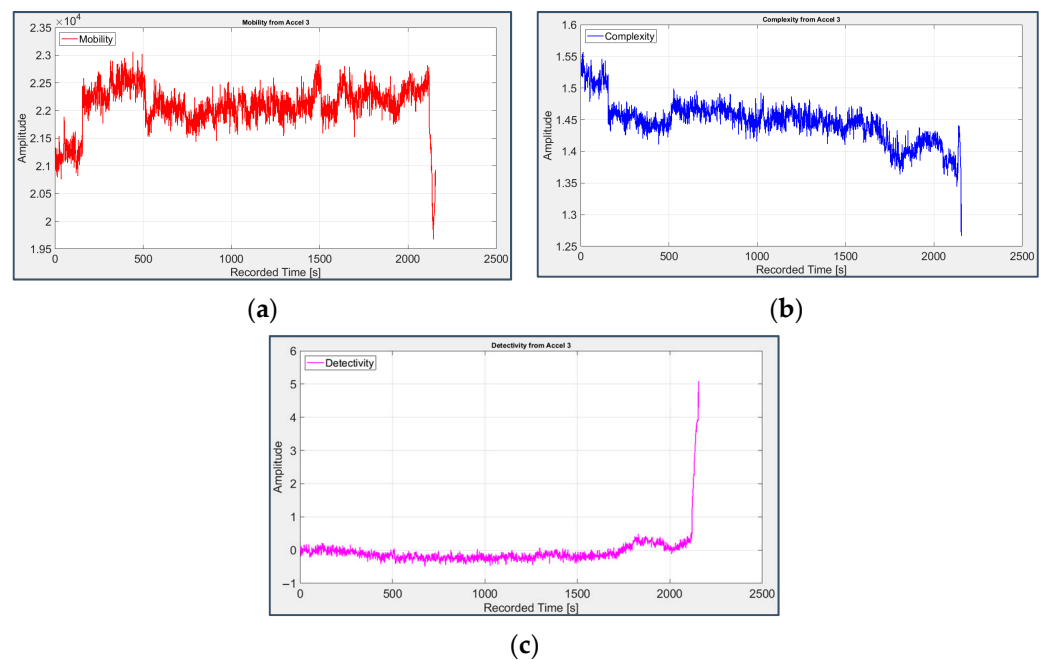 Mobility from Accel 3
×10⁴
Mobility
2.35
2.3
2.25
2.2
2.15
2.1
2.05
2
1.95
Amplitude
0 500 1000 1500 2000 2500
Recorded Time [s]
(a)
Complexity from Accel 3
Complexity
1.6
1.55
1.5
1.45
1.4
1.35
1.3
1.25
Amplitude
0 500 1000 1500 2000 2500
Recorded Time [s]
(b)
Detectivity from Accel 3
Detectivity
6
5
4
3
2
1
0
−1
Amplitude
0 500 1000 1500 2000 2500
Recorded Time [s]
(c)